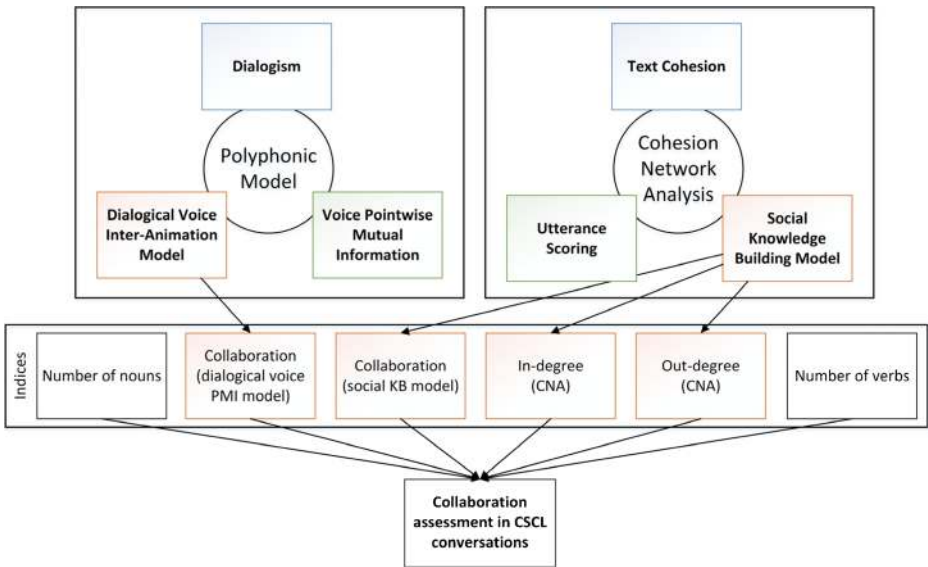 Dialogism
Polyphonic
Model
Dialogical Voice
Inter-Animation
Model
Voice Pointwise
Mutual
Information
Text Cohesion
Cohesion
Network
Analysis
Utterance
Scoring
Social
Knowledge
Building Model
Indices
Number of nouns
Collaboration
(dialogical voice
PMI model)
Collaboration
(social KB model)
In-degree
(CNA)
Out-degree
(CNA)
Number of verbs
Collaboration
assessment in CSCL
conversations